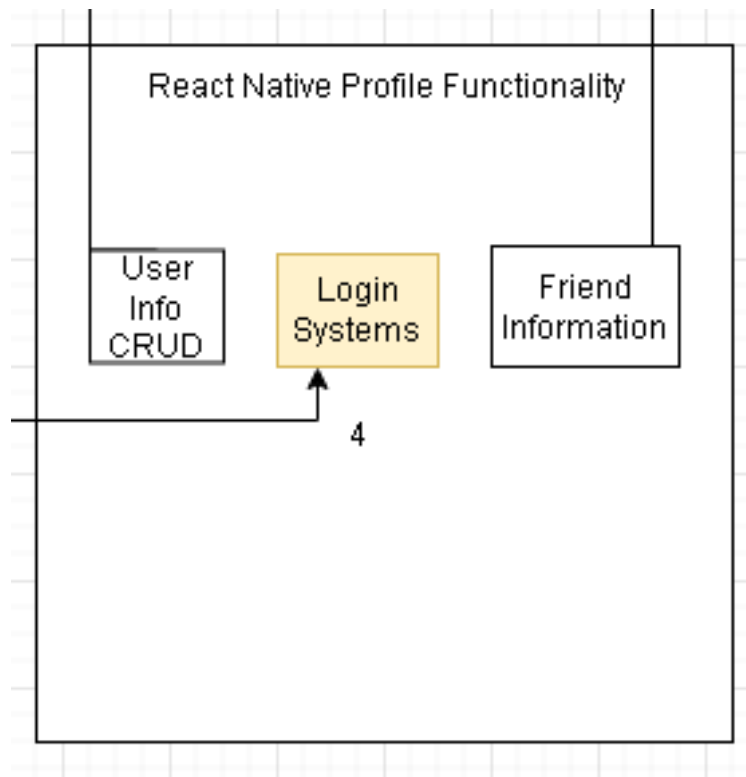 React Native Profile Functionality
User
Info
CRUD
Login
Systems
Friend
Information
4